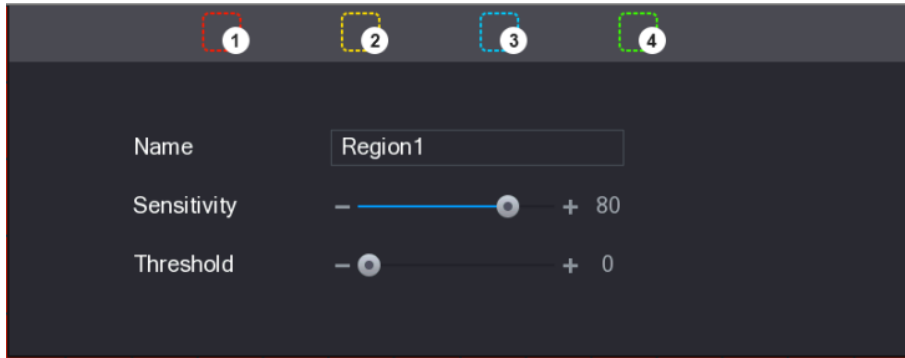 1 2 3 4
Name Region1
Sensitivity − + 80
Threshold − + 0